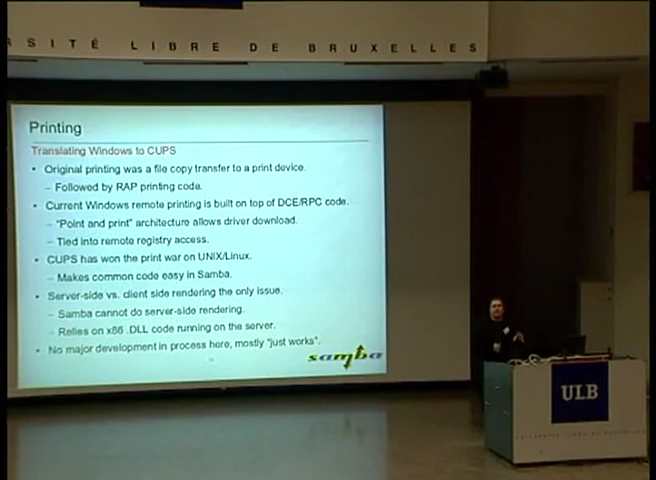 RSITÉ LIBRE DE BRUXELLES
Printing
Translating Windows to CUPS
• Original printing was a file copy transfer to a print device.
– Followed by RAP printing code.
• Current Windows remote printing is built on top of DCE/RPC code.
– "Point and print" architecture allows driver download.
– Tied into remote registry access.
• CUPS has won the print war on UNIX/Linux.
– Makes common code easy in Samba.
• Server-side vs. client side rendering the only issue.
– Samba cannot do server-side rendering.
– Relies on x86 .DLL code running on the server.
• No major development in process here, mostly "just works".
samba
ULB